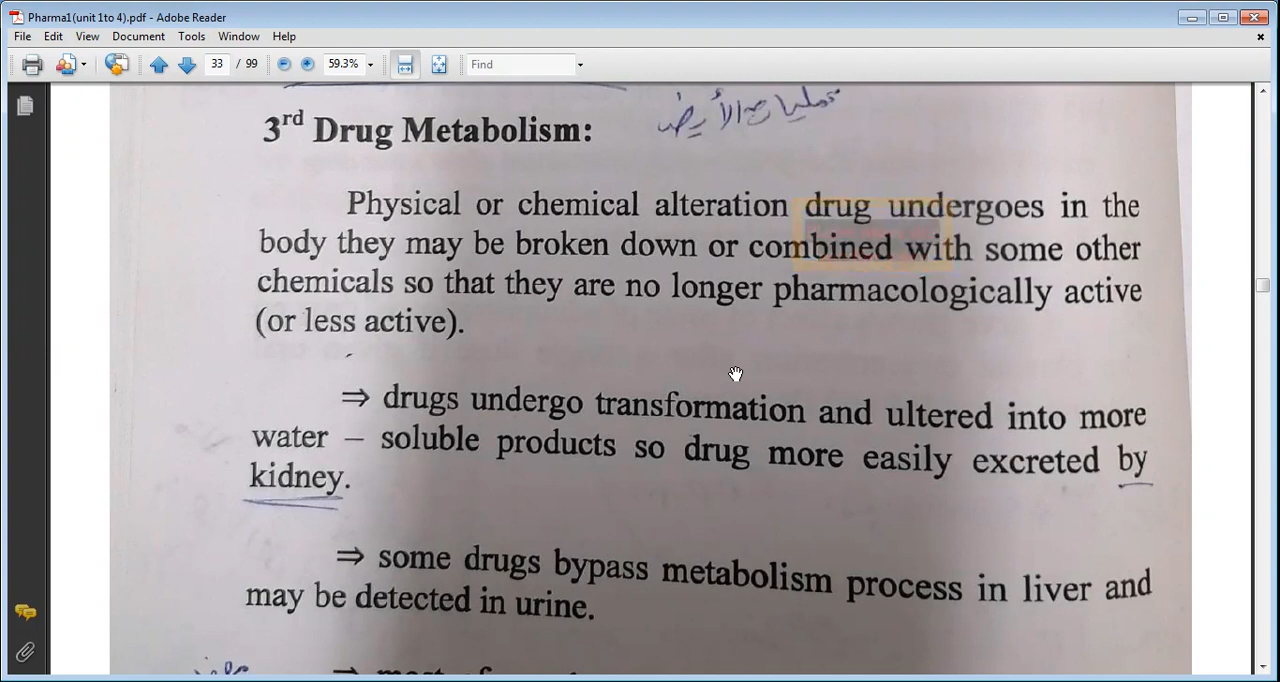 Pharma1(unit 1to 4).pdf - Adobe Reader
File Edit View Document Tools Window Help
33 / 99 59.3% Find
عمليات الأيض
3rd Drug Metabolism:
Physical or chemical alteration drug undergoes in the
body they may be broken down or combined with some other
chemicals so that they are no longer pharmacologically active
(or less active).
⇒ drugs undergo transformation and ultered into more
water – soluble products so drug more easily excreted by
kidney.
⇒ some drugs bypass metabolism process in liver and
may be detected in urine.